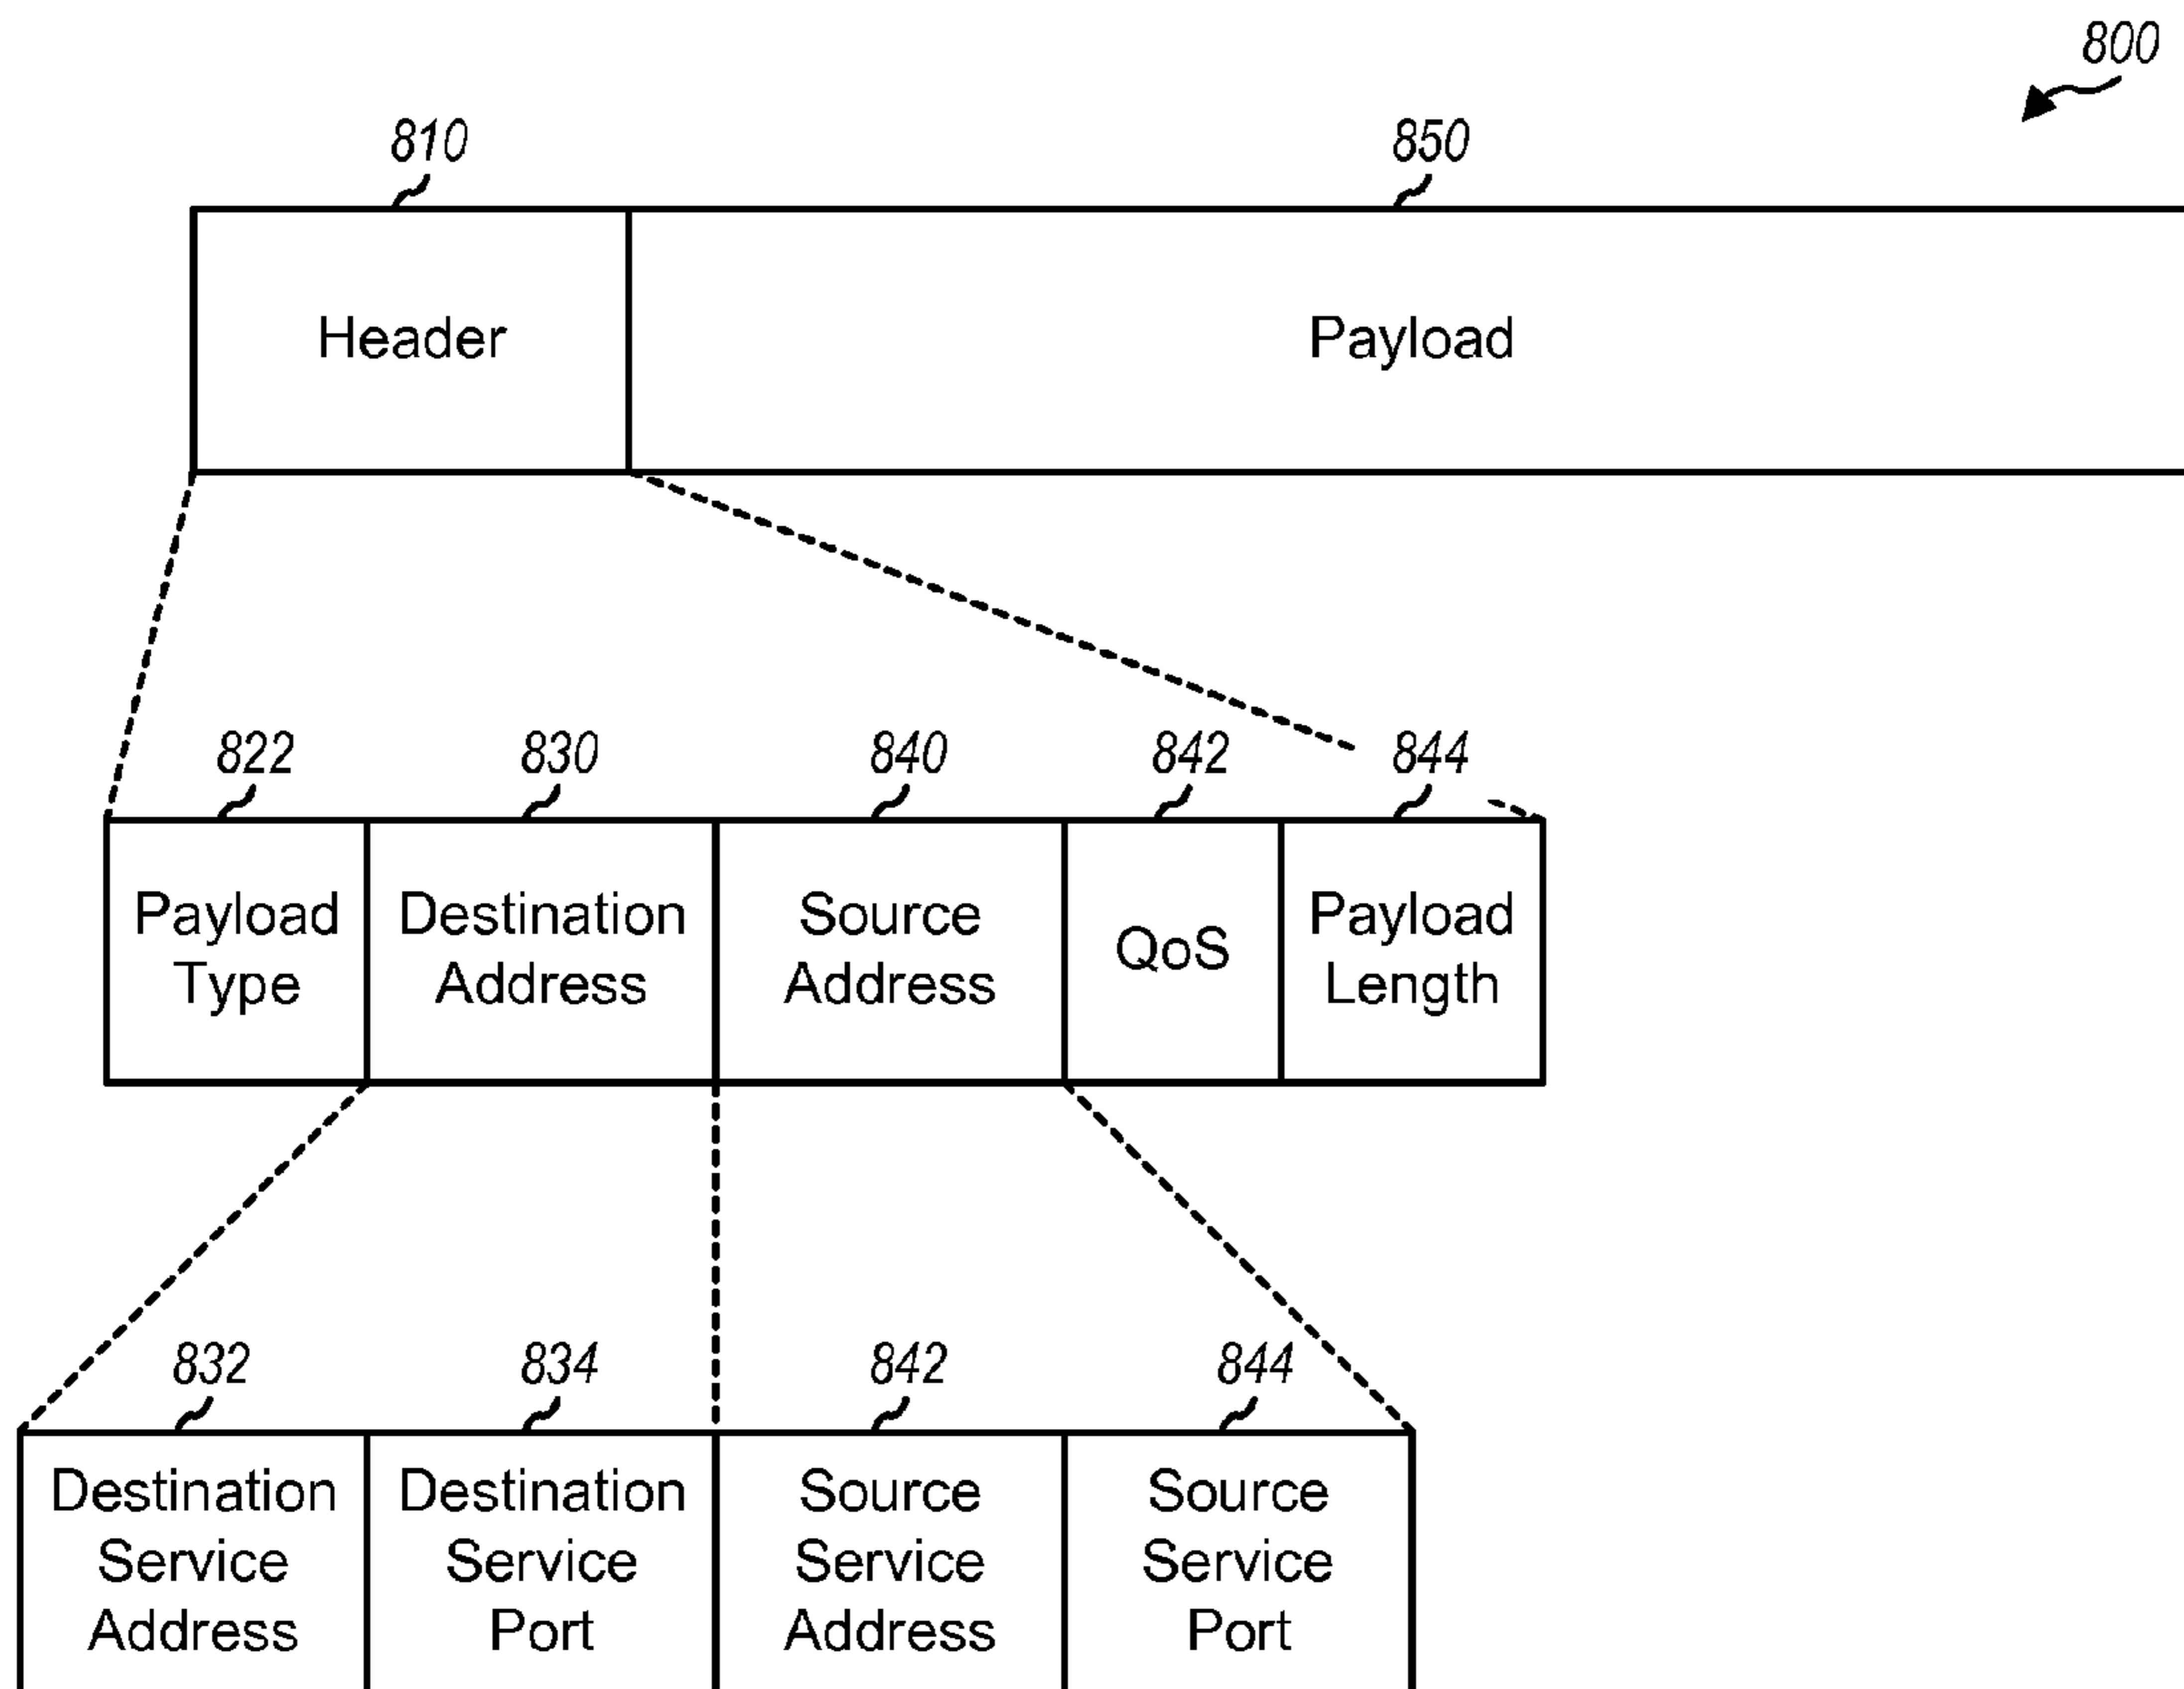 800
810 850
Header Payload
822 830 840 842 844
Payload Type
Destination Address
Source Address
QoS
Payload Length
832 834 842 844
Destination Service Address
Destination Service Port
Source Service Address
Source Service Port